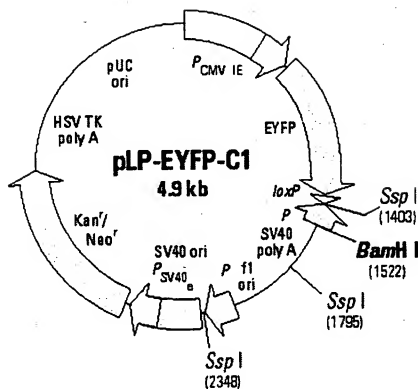 pUC
ori
P CMV IE
HSV TK
poly A
EYFP
pLP-EYFP-C1
4.9 kb
loxP
Ssp I
(1403)
P
Kanʳ/
Neoʳ
SV40 ori
P SV40 e
P
f1
ori
SV40
poly A
BamH I
(1522)
Ssp I
(1795)
Ssp I
(2348)